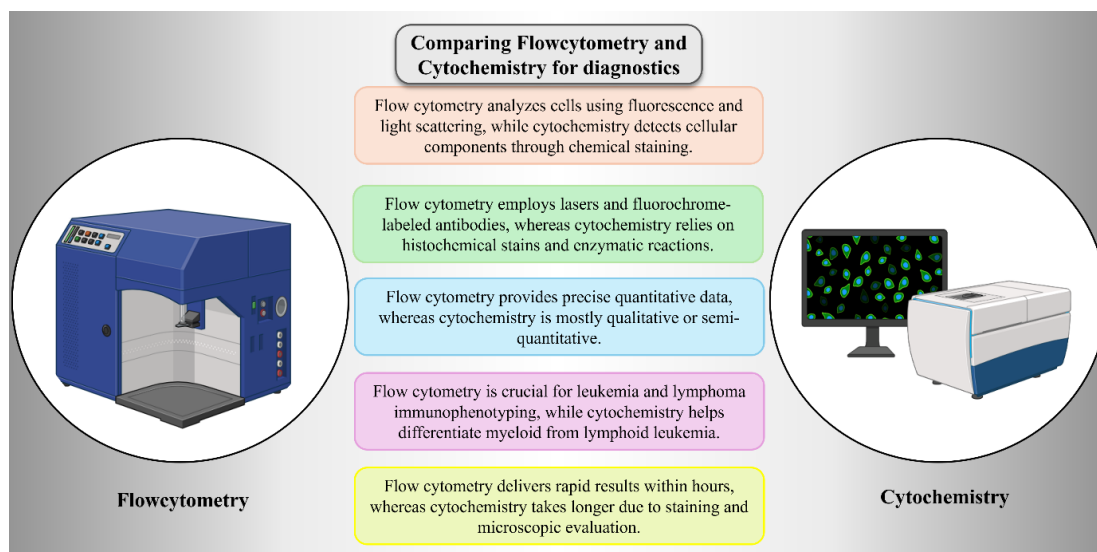 Comparing Flowcytometry and
Cytochemistry for diagnostics
Flow cytometry analyzes cells using fluorescence and
light scattering, while cytochemistry detects cellular
components through chemical staining.
Flow cytometry employs lasers and fluorochrome-
labeled antibodies, whereas cytochemistry relies on
histochemical stains and enzymatic reactions.
Flow cytometry provides precise quantitative data,
whereas cytochemistry is mostly qualitative or semi-
quantitative.
Flow cytometry is crucial for leukemia and lymphoma
immunophenotyping, while cytochemistry helps
differentiate myeloid from lymphoid leukemia.
Flow cytometry delivers rapid results within hours,
whereas cytochemistry takes longer due to staining and
microscopic evaluation.
Flowcytometry
Cytochemistry